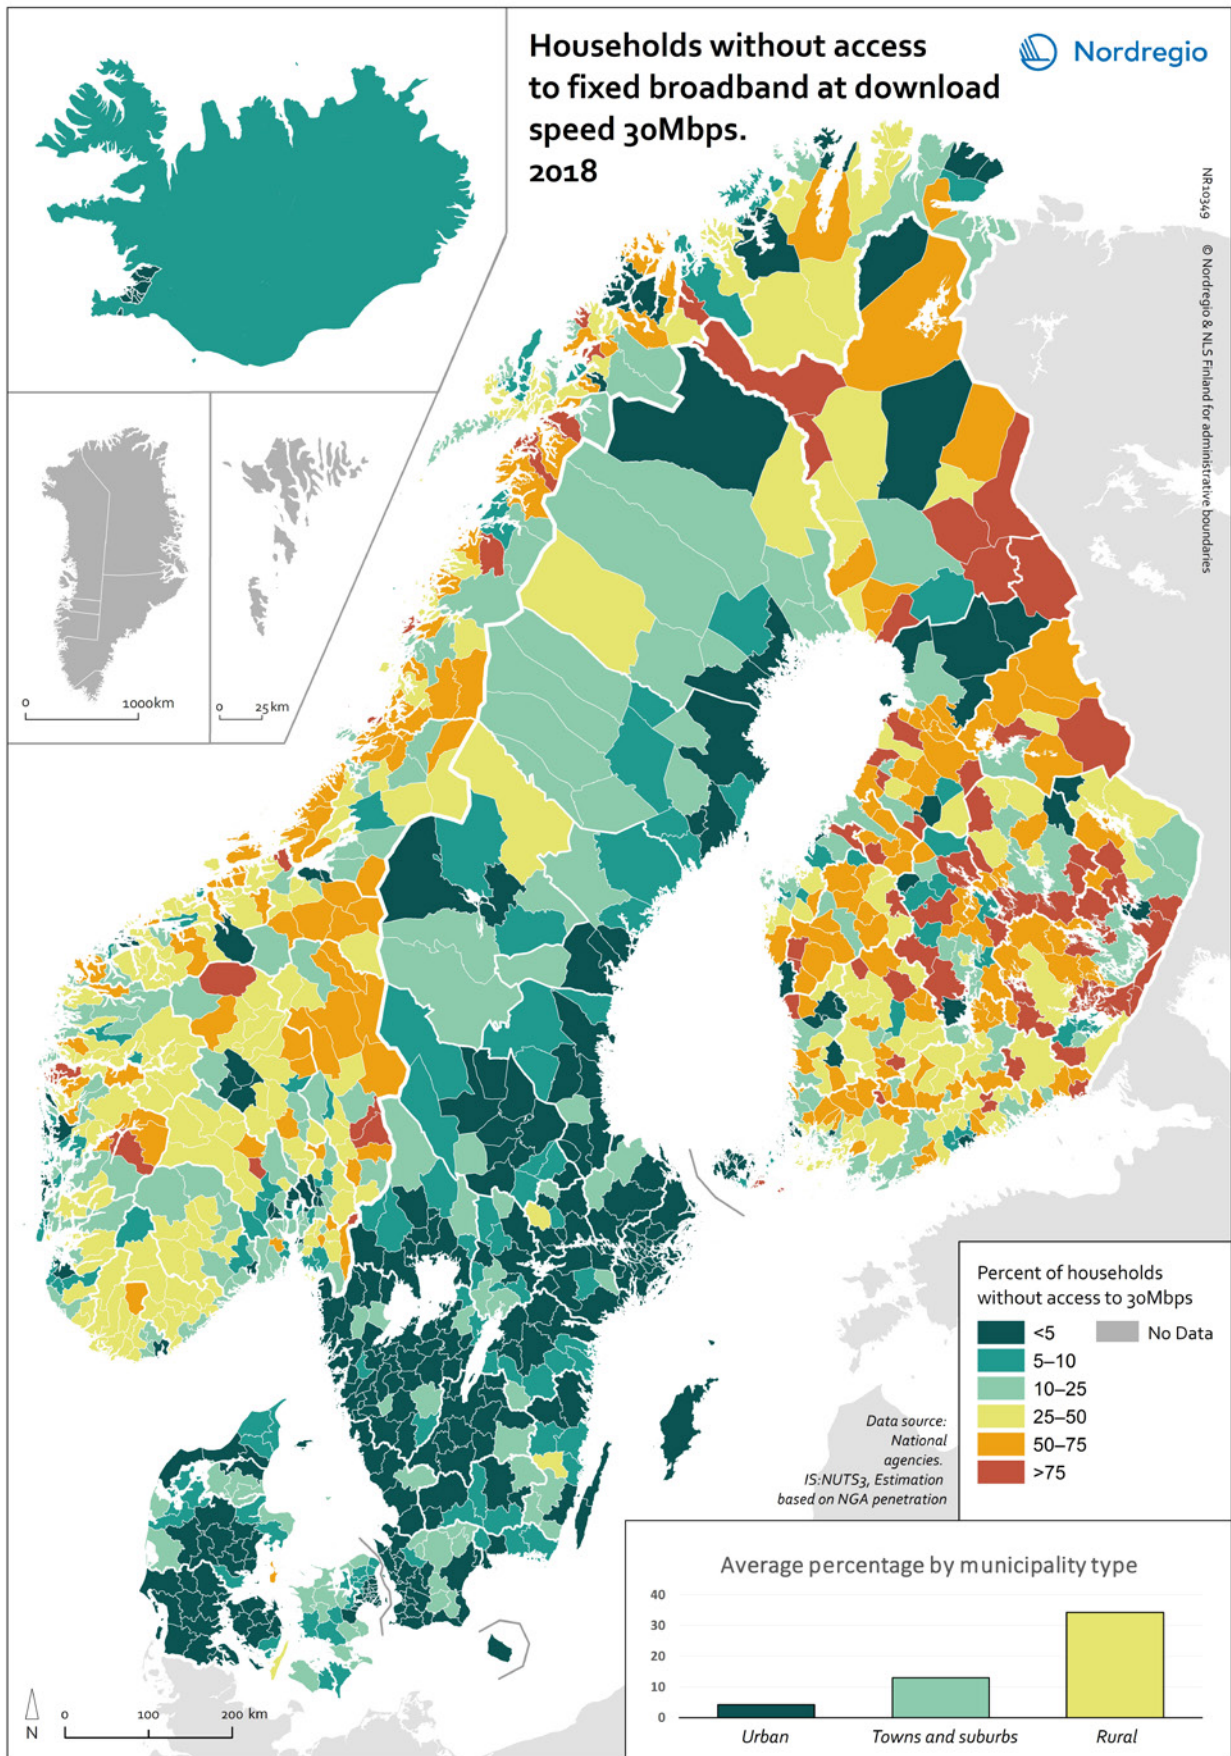 Households without access
to fixed broadband at download
speed 30Mbps.
2018
Nordregio
NR10349 © Nordregio & NLS Finland for administrative boundaries
0 1000km
0 25km
Percent of households
without access to 30Mbps
<5
No Data
5–10
10–25
25–50
50–75
>75
Data source:
National
agencies.
IS:NUTS3, Estimation
based on NGA penetration
Average percentage by municipality type
40
30
20
10
0
Urban Towns and suburbs Rural
N
0 100 200 km